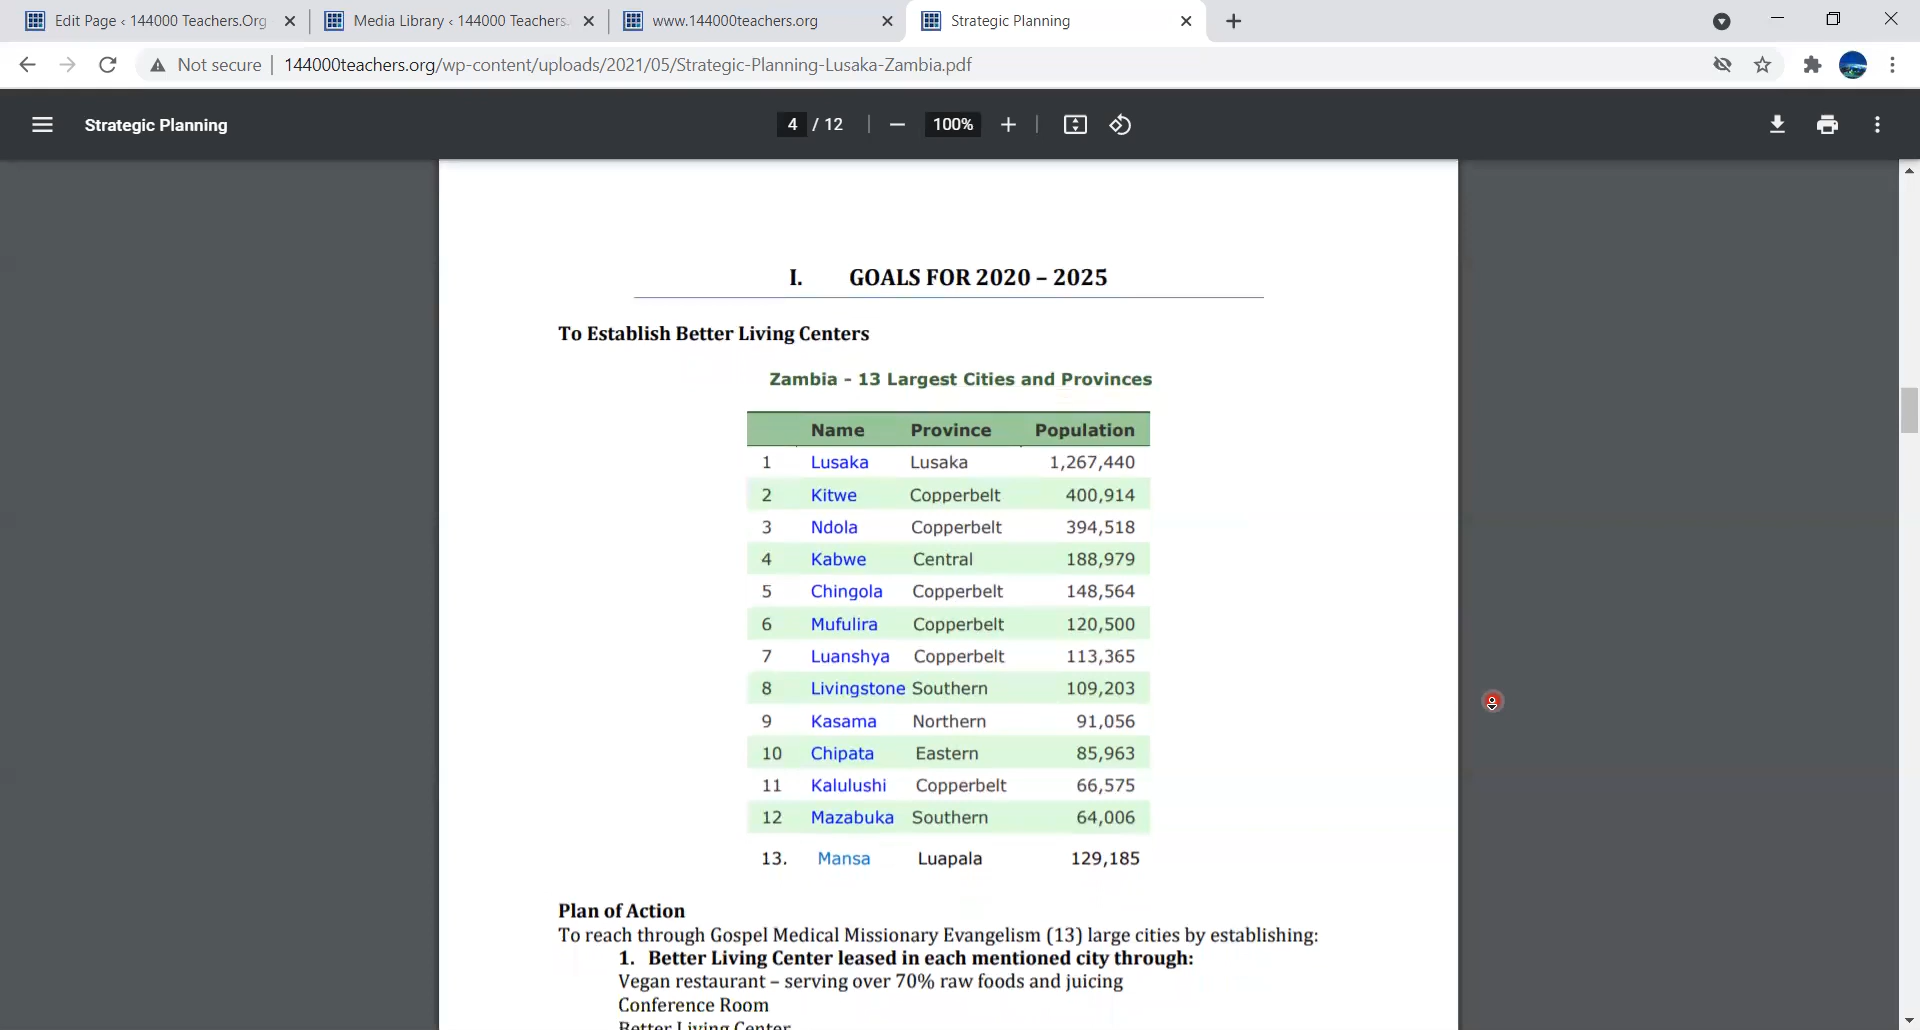 Edit Page ‹ 144000 Teachers.Org
Media Library ‹ 144000 Teachers.
www.144000teachers.org
Strategic Planning
Not secure
144000teachers.org/wp-content/uploads/2021/05/Strategic-Planning-Lusaka-Zambia.pdf
Strategic Planning
4 / 12
100%
I. GOALS FOR 2020 – 2025
To Establish Better Living Centers
Zambia - 13 Largest Cities and Provinces
Name Province Population
1 Lusaka Lusaka 1,267,440
2 Kitwe Copperbelt 400,914
3 Ndola Copperbelt 394,518
4 Kabwe Central 188,979
5 Chingola Copperbelt 148,564
6 Mufulira Copperbelt 120,500
7 Luanshya Copperbelt 113,365
8 Livingstone Southern 109,203
9 Kasama Northern 91,056
10 Chipata Eastern 85,963
11 Kalulushi Copperbelt 66,575
12 Mazabuka Southern 64,006
13. Mansa Luapala 129,185
Plan of Action
To reach through Gospel Medical Missionary Evangelism (13) large cities by establishing:
1. Better Living Center leased in each mentioned city through:
Vegan restaurant – serving over 70% raw foods and juicing
Conference Room
Better Living Center